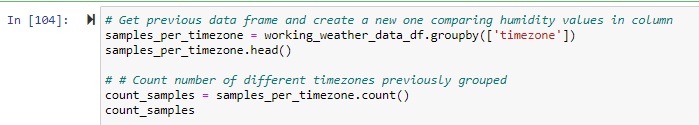 In [104]: # Get previous data frame and create a new one comparing humidity values in column
samples_per_timezone = working_weather_data_df.groupby(['timezone'])
samples_per_timezone.head()

# # Count number of different timezones previously grouped
count_samples = samples_per_timezone.count()
count_samples